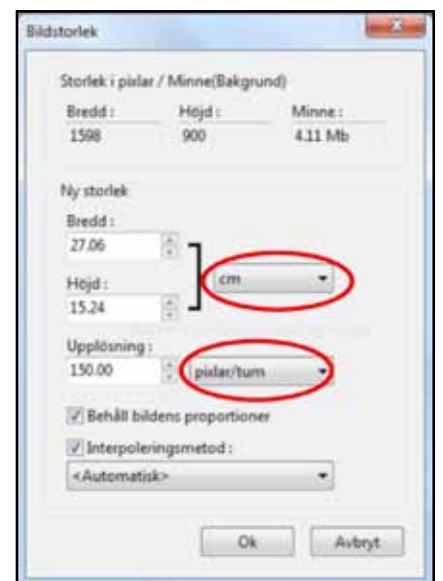 Bildstorlek
Storlek i pixlar / Minne(Bakgrund)
Bredd : Höjd : Minne :
1598 900 4.11 Mb
Ny storlek
Bredd :
27.06
cm
Höjd :
15.24
Upplösning :
150.00 pixlar/tum
Behåll bildens proportioner
Interpoleringsmetod :
<Automatisk>
Ok Avbryt